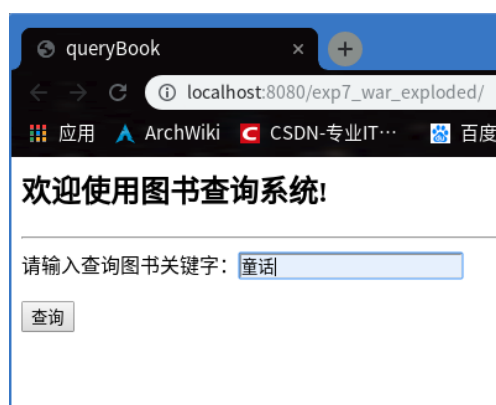 queryBook
localhost:8080/exp7_war_exploded/
应用 ArchWiki CSDN-专业IT… 百度
欢迎使用图书查询系统!
请输入查询图书关键字：童话
查询